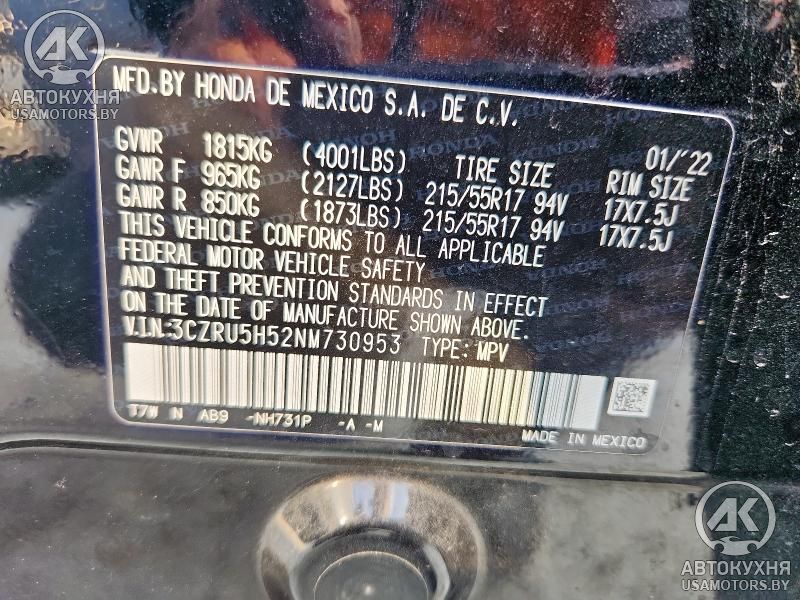 AK
АВТОКУХНЯ
USAMOTORS.BY
MFD.BY HONDA DE MEXICO S.A. DE C.V.
01/'22
GVWR 1815KG (4001LBS) TIRE SIZE RIM SIZE
GAWR F 965KG (2127LBS) 215/55R17 94V 17X7.5J
GAWR R 850KG (1873LBS) 215/55R17 94V 17X7.5J
THIS VEHICLE CONFORMS TO ALL APPLICABLE
FEDERAL MOTOR VEHICLE SAFETY
AND THEFT PREVENTION STANDARDS IN EFFECT
ON THE DATE OF MANUFACTURE SHOWN ABOVE.
V.I.N:3CZRU5H52NM730953 TYPE: MPV
T7W N AB9 -NH731P -A -M
MADE IN MEXICO
AK
АВТОКУХНЯ
USAMOTORS.BY